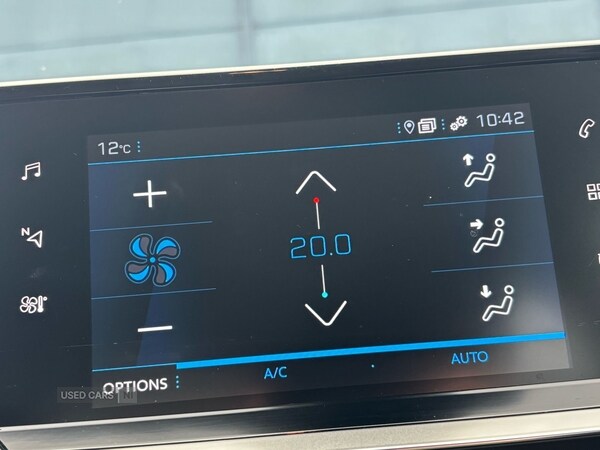 12°C
10:42
N
20.0
A/C
AUTO
OPTIONS
USED CARS NI